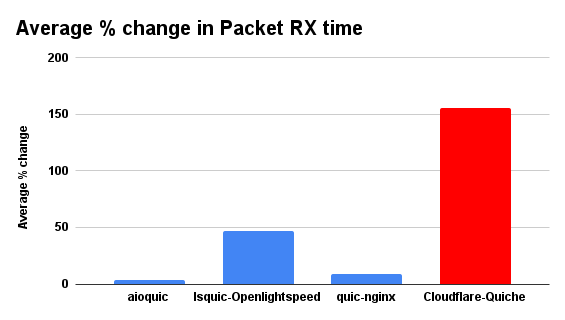 Average % change in Packet RX time
200
150
100
50
0
Average % change
aioquic
lsquic-Openlightspeed
quic-nginx
Cloudflare-Quiche